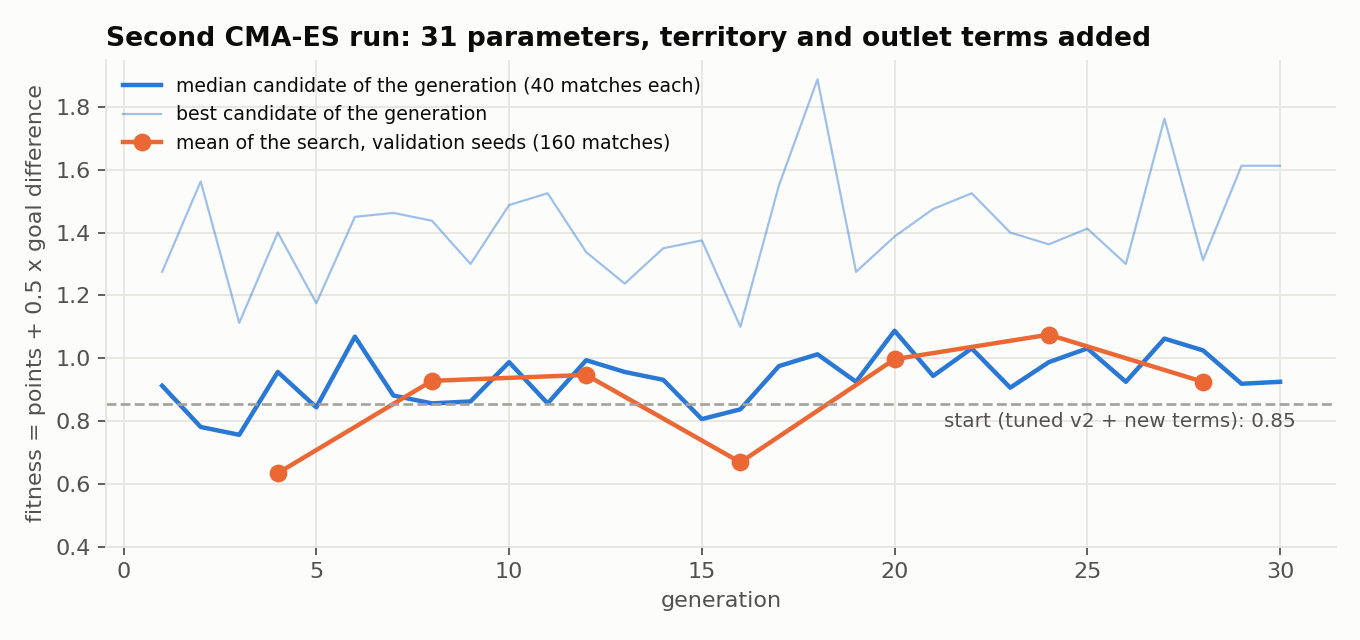 Second CMA-ES run: 31 parameters, territory and outlet terms added
median candidate of the generation (40 matches each)
best candidate of the generation
mean of the search, validation seeds (160 matches)
fitness = points + 0.5 x goal difference
1.8
1.6
1.4
1.2
1.0
0.8
0.6
0.4
start (tuned v2 + new terms): 0.85
0 5 10 15 20 25 30
generation